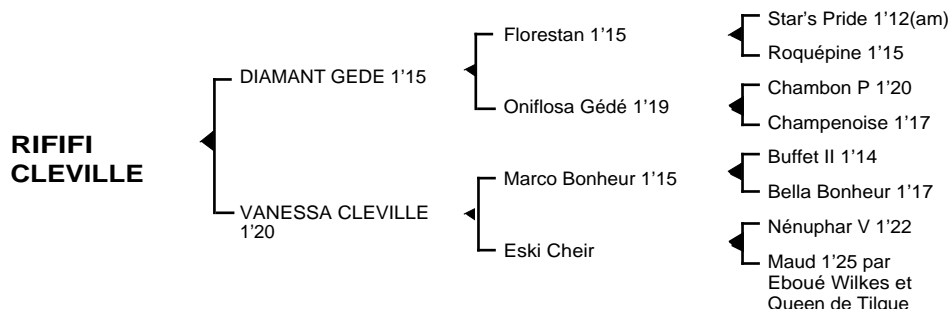 RIFIFI
CLEVILLE
DIAMANT GEDE 1’15
VANESSA CLEVILLE
1’20
Florestan 1’15
Oniflosa Gédé 1’19
Marco Bonheur 1’15
Eski Cheir
Star’s Pride 1’12(am)
Roquépine 1’15
Chambon P 1’20
Champenoise 1’17
Buffet II 1’14
Bella Bonheur 1’17
Nénuphar V 1’22
Maud 1’25 par
Eboué Wilkes et
Queen de Tilque